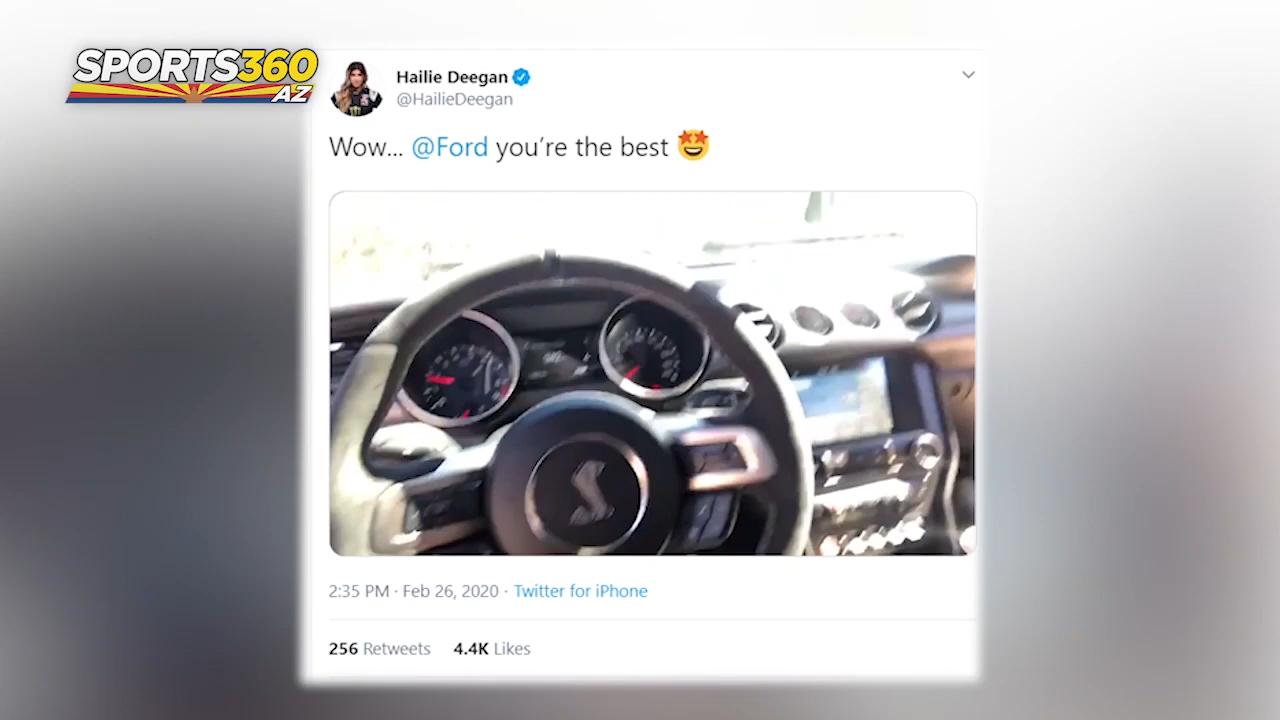 SPORTS360
AZ
Hailie Deegan
@HailieDeegan
Wow... @Ford you're the best 🤩
2:35 PM · Feb 26, 2020 · Twitter for iPhone
256 Retweets 4.4K Likes